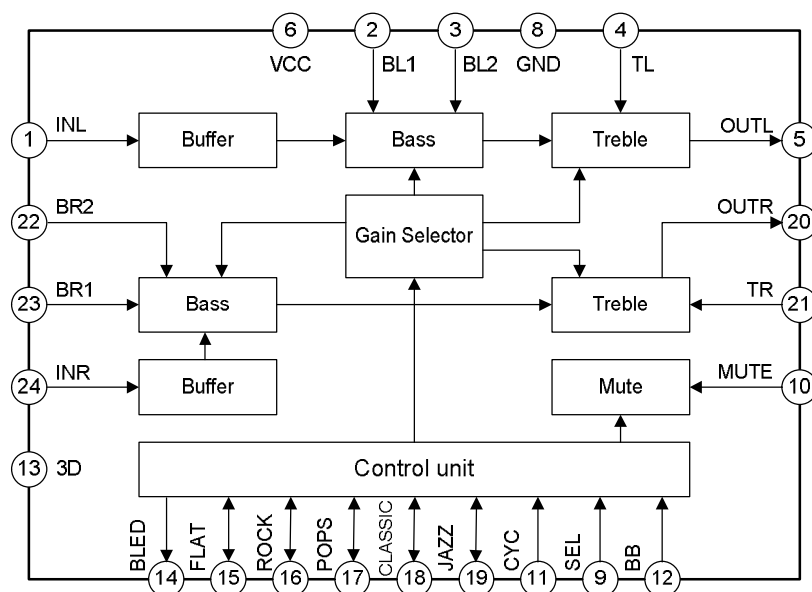 6 2 3 8 4
VCC BL1 BL2 GND TL
1 INL Buffer Bass Treble OUTL 5
22 BR2 Gain Selector OUTR 20
23 BR1 Bass Treble TR 21
24 INR Buffer Mute MUTE 10
13 3D Control unit
BLED FLAT ROCK POPS CLASSIC JAZZ CYC SEL BB
14 15 16 17 18 19 11 9 12